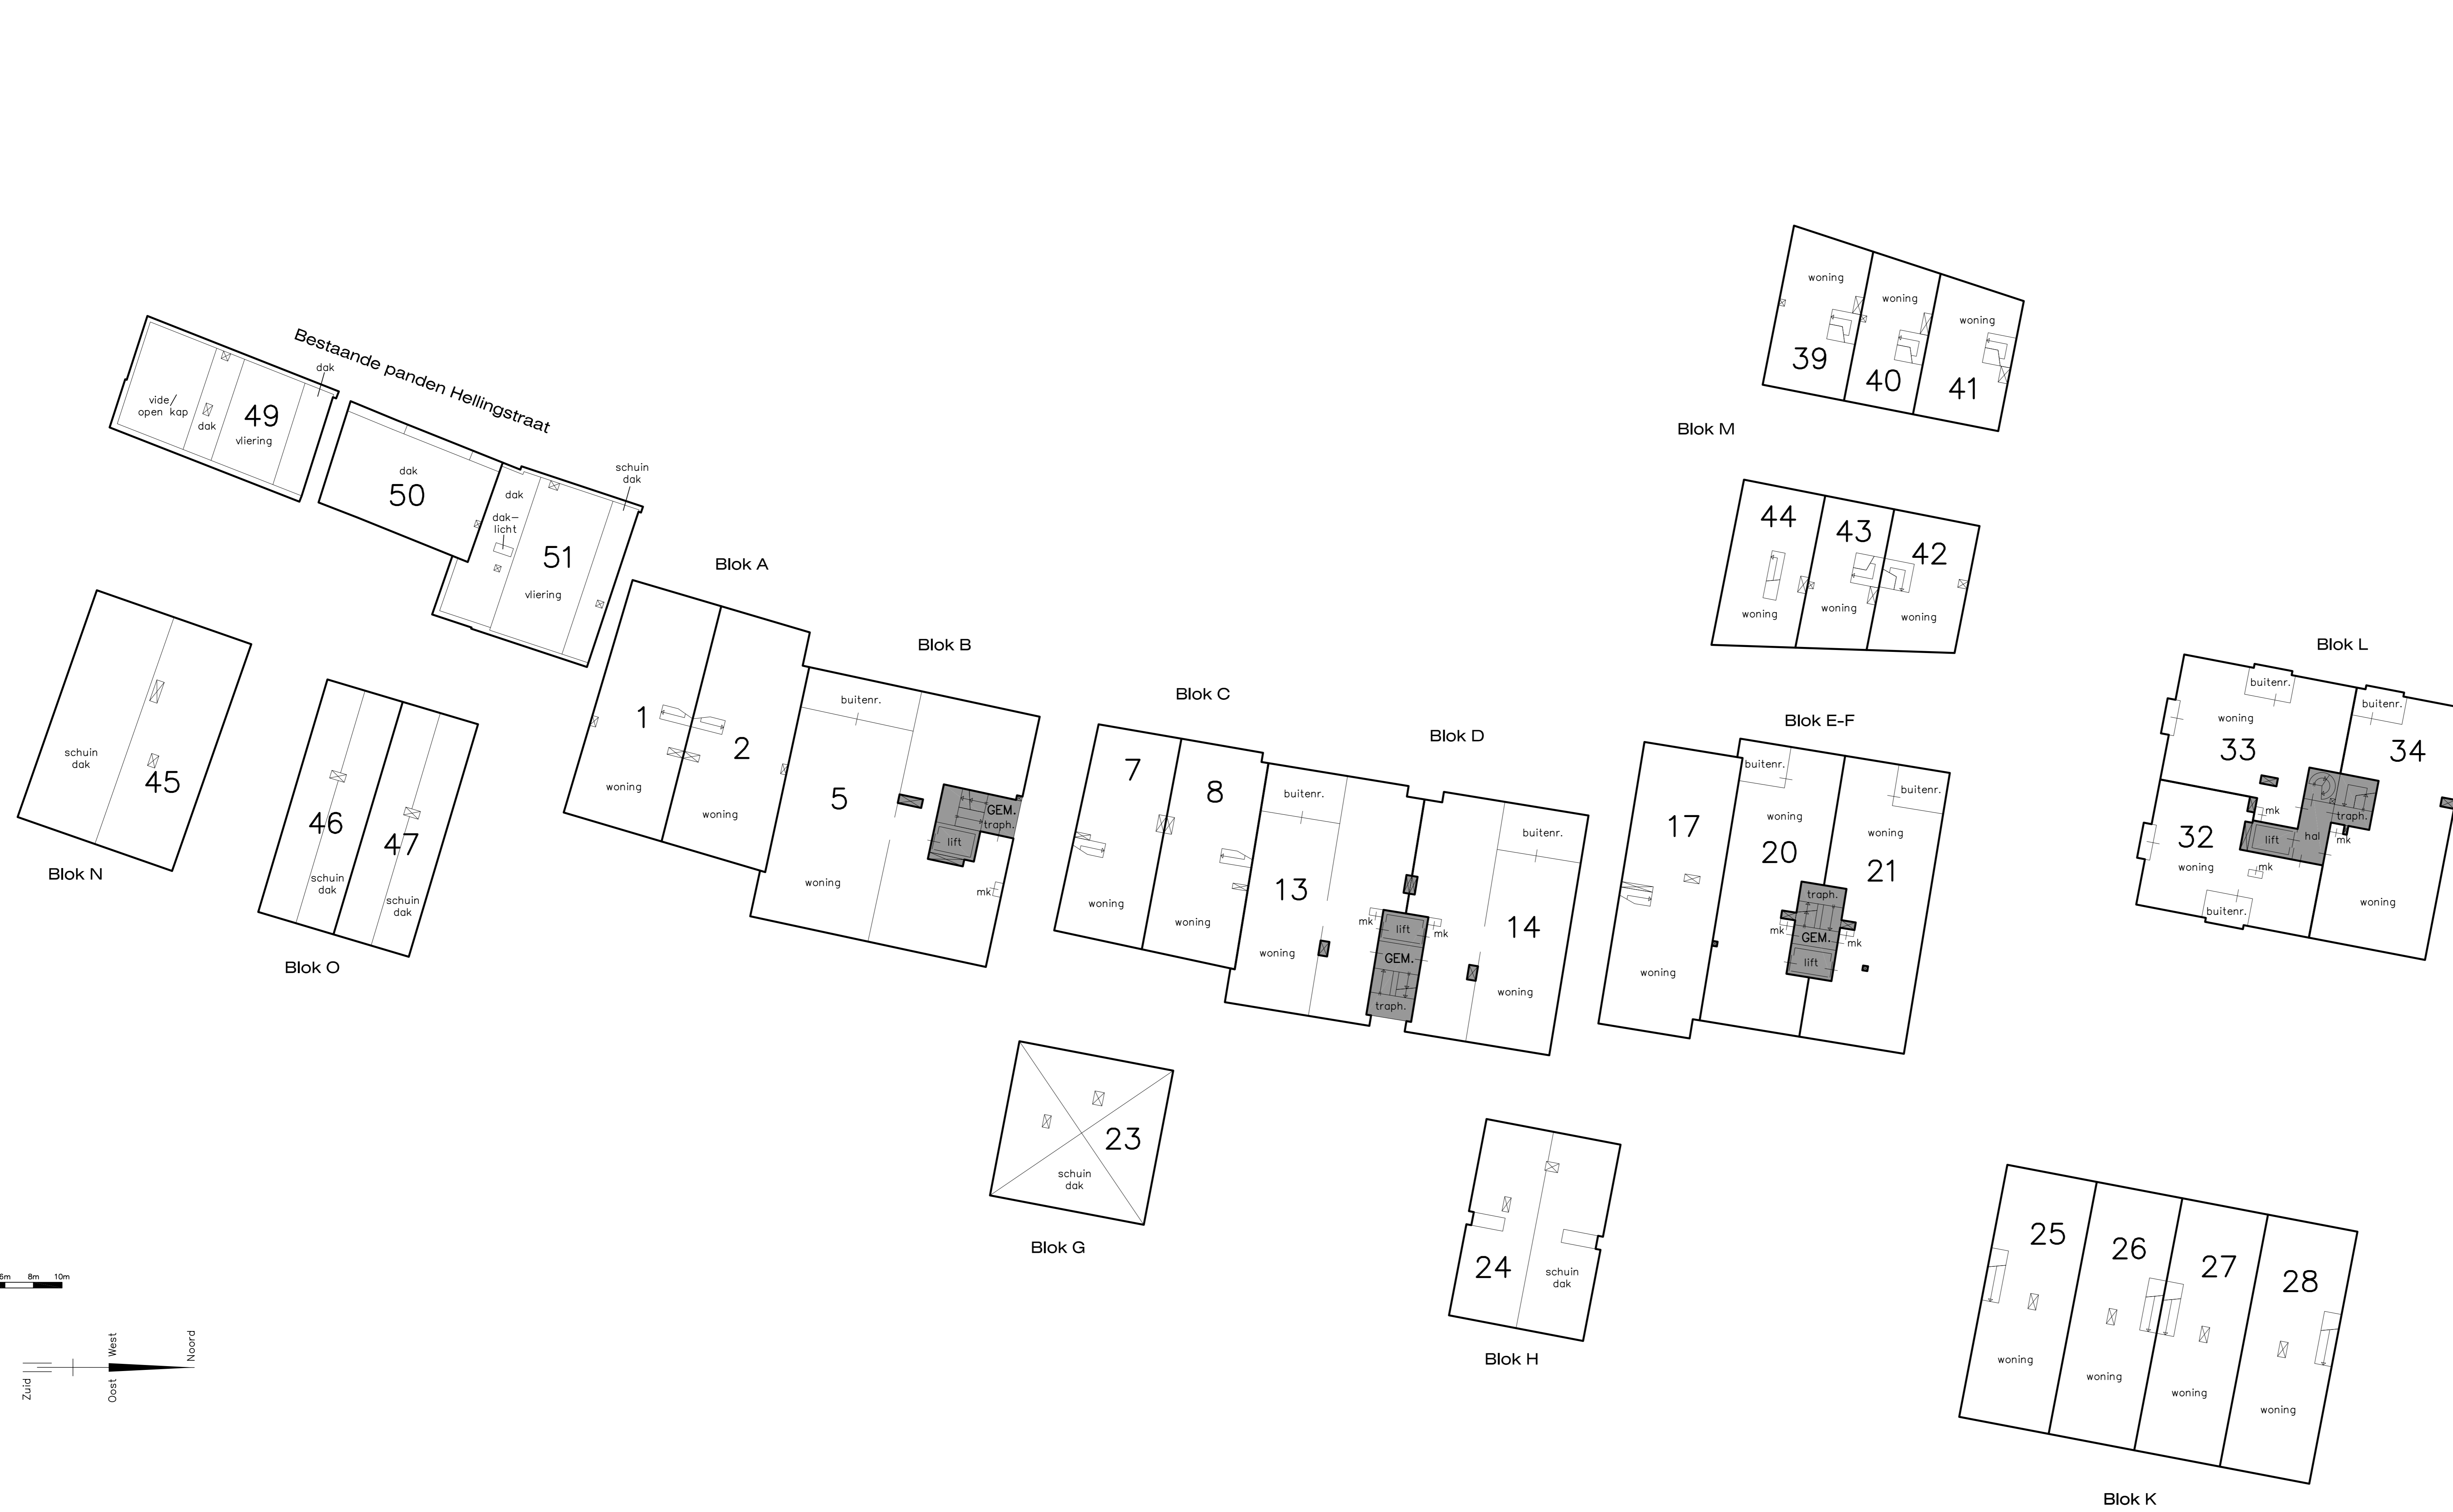 Bestaande panden Hellingstraat
dak
vide/
open kap
49
dak
vliering
dak
50
schuin
dak
dak
dak-
licht
51
vliering
schuin
dak
45
Blok N
46
47
schuin
dak
schuin
dak
Blok O
Blok A
1
2
woning
woning
Blok B
buitenr.
5
woning
GEM.
traph.
lift
mk
Blok C
7
8
woning
woning
Blok D
buitenr.
13
woning
mk
lift
mk
GEM.
traph.
buitenr.
14
woning
Blok E-F
17
woning
buitenr.
woning
20
buitenr.
woning
21
traph.
mk
GEM.
mk
lift
Blok M
woning
39
woning
40
woning
41
44
43
42
woning
woning
woning
Blok L
buitenr.
woning
33
buitenr.
34
mk
traph.
hal
lift
mk
32
woning
mk
buitenr.
woning
23
schuin
dak
Blok G
24
schuin
dak
Blok H
25
26
27
28
woning
woning
woning
woning
Blok K
6m 8m 10m
West
Noord
Zuid
Oost